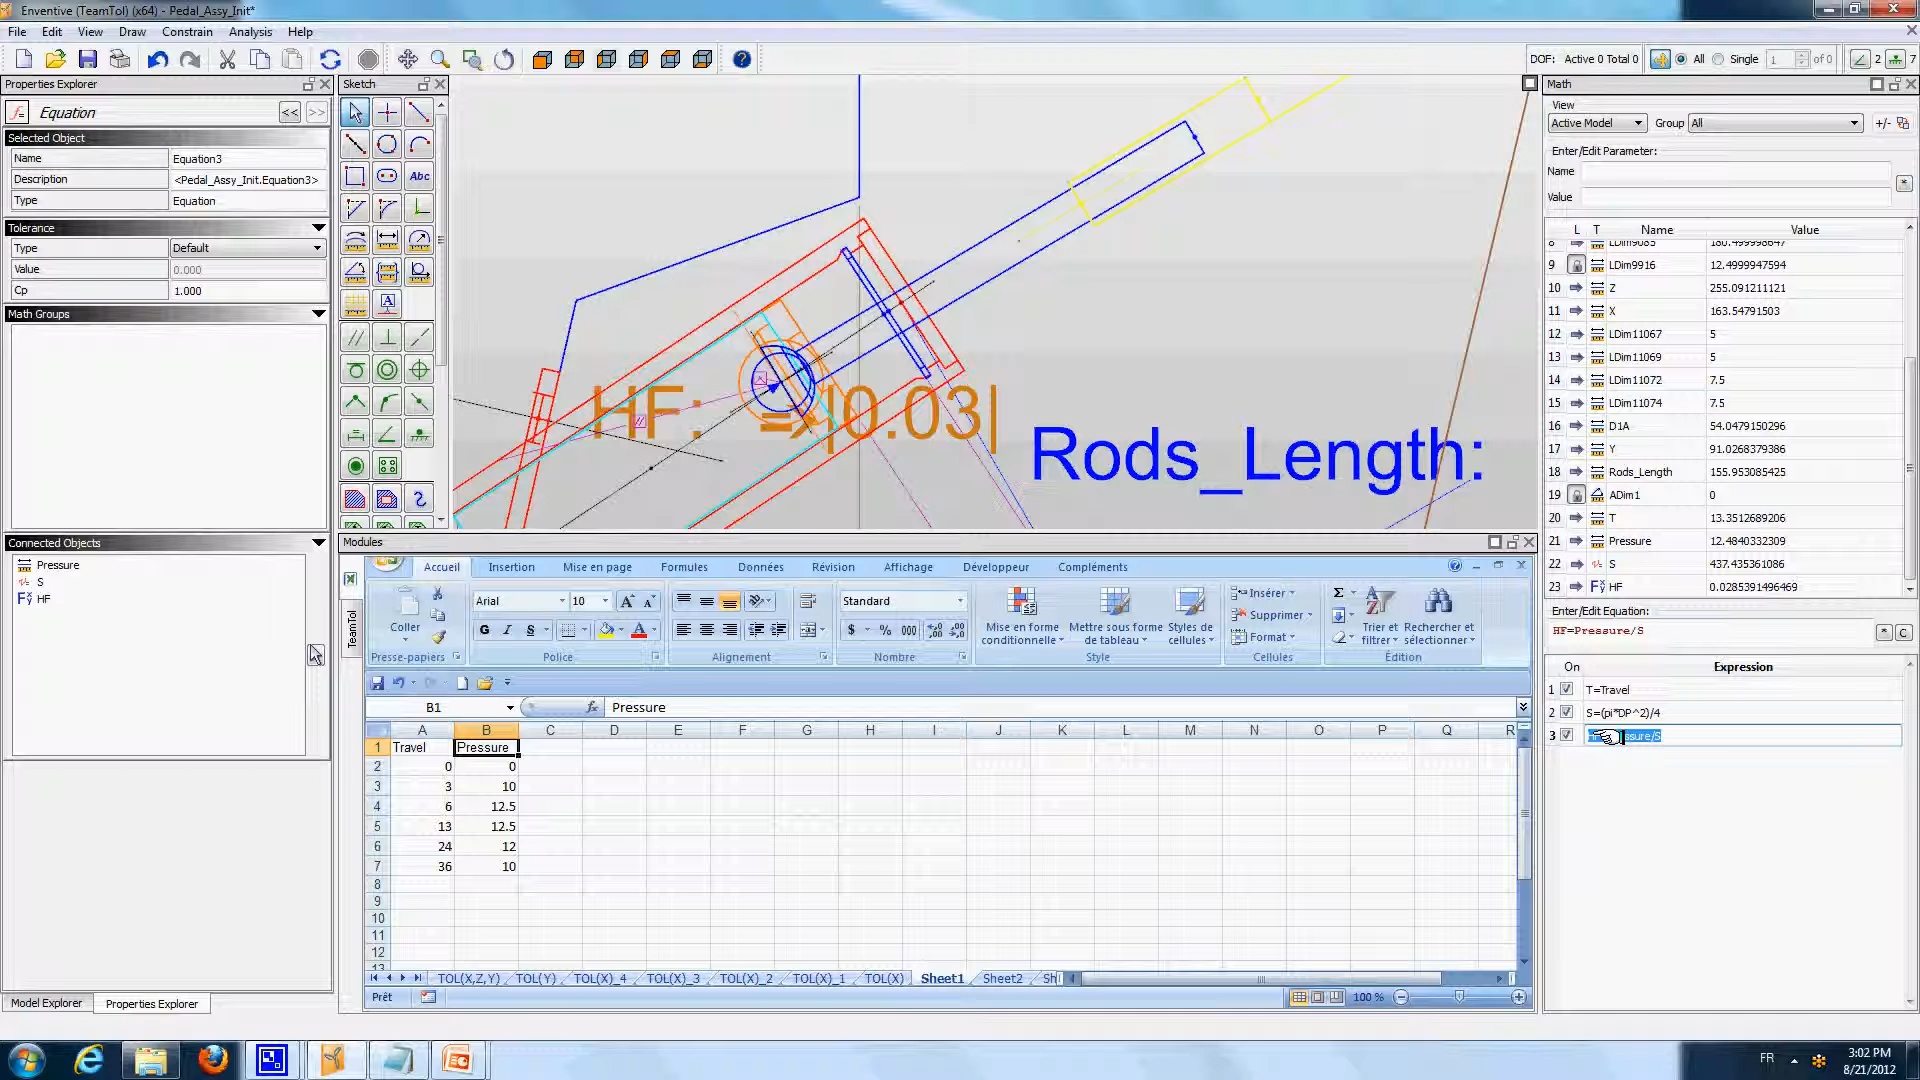 Enventive (TeamTol) (x64) - Pedal_Assy_Init*
File Edit View Draw Constrain Analysis Help
DOF: Active 0 Total 0 All Single 1 of 0 2 7
Properties Explorer
Equation << >>
Selected Object
Name Equation3
Description <Pedal_Assy_Init.Equation3>
Type Equation
Tolerance
Type Default
Value 0.000
Cp 1.000
Math Groups
Connected Objects
Pressure
S
HF
Model Explorer Properties Explorer
Sketch
Abc
HF: =>|0.03|
Rods_Length:
Modules
TeamTol
Accueil Insertion Mise en page Formules Données Révision Affichage Développeur Compléments
Coller
Presse-papiers
Arial 10
G I S
Police
Alignement
Standard
$ % 000
Nombre
Mise en forme conditionnelle
Mettre sous forme de tableau
Styles de cellules
Style
Insérer
Supprimer
Format
Cellules
Trier et filtrer
Rechercher et sélectionner
Édition
B1 fx Pressure
A B C D E F G H I J K L M N O P Q R
1 Travel Pressure
2 0 0
3 3 10
4 6 12.5
5 13 12.5
6 24 12
7 36 10
8
9
10
11
12
13
TOL(X,Z,Y) TOL(Y) TOL(X)_4 TOL(X)_3 TOL(X)_2 TOL(X)_1 TOL(X) Sheet1 Sheet2 Sh
Prêt 100 %
Math
View
Active Model Group All +/-
Enter/Edit Parameter:
Name
Value
L T Name Value
8 LDim9085 180.499998647
9 LDim9916 12.4999947594
10 Z 255.091211121
11 X 163.54791503
12 LDim11067 5
13 LDim11069 5
14 LDim11072 7.5
15 LDim11074 7.5
16 D1A 54.0479150296
17 Y 91.0268379386
18 Rods_Length 155.953085425
19 ADim1 0
20 T 13.3512689206
21 Pressure 12.4840332309
22 S 437.435361086
23 HF 0.0285391496469
Enter/Edit Equation:
HF=Pressure/S * C
On Expression
1 T=Travel
2 S=(pi*DP^2)/4
3
FR 3:02 PM
8/21/2012